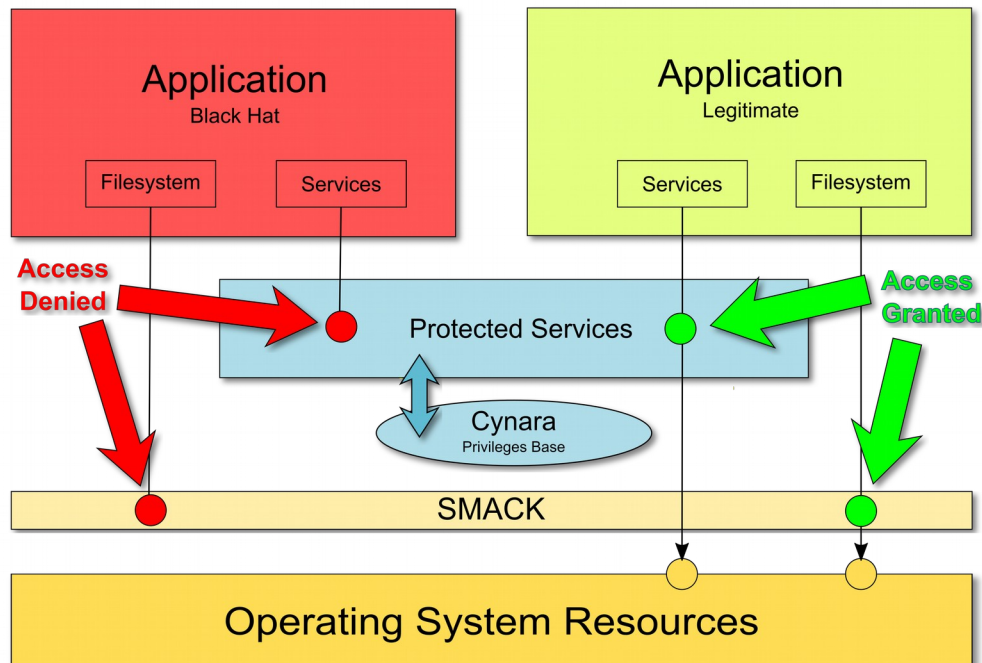 Application
Black Hat
Filesystem
Services
Application
Legitimate
Services
Filesystem
Access
Denied
Access
Granted
Protected Services
Cynara
Privileges Base
SMACK
Operating System Resources